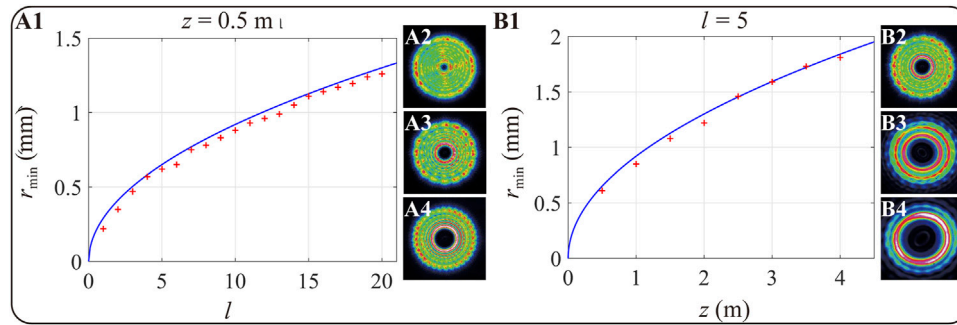 A1
z = 0.5 m
r_min (mm)
1.5
1
0.5
0
0 5 10 15 20
l
A2
A3
A4
B1
l = 5
r_min (mm)
2
1.5
1
0.5
0
0 1 2 3 4
z (m)
B2
B3
B4